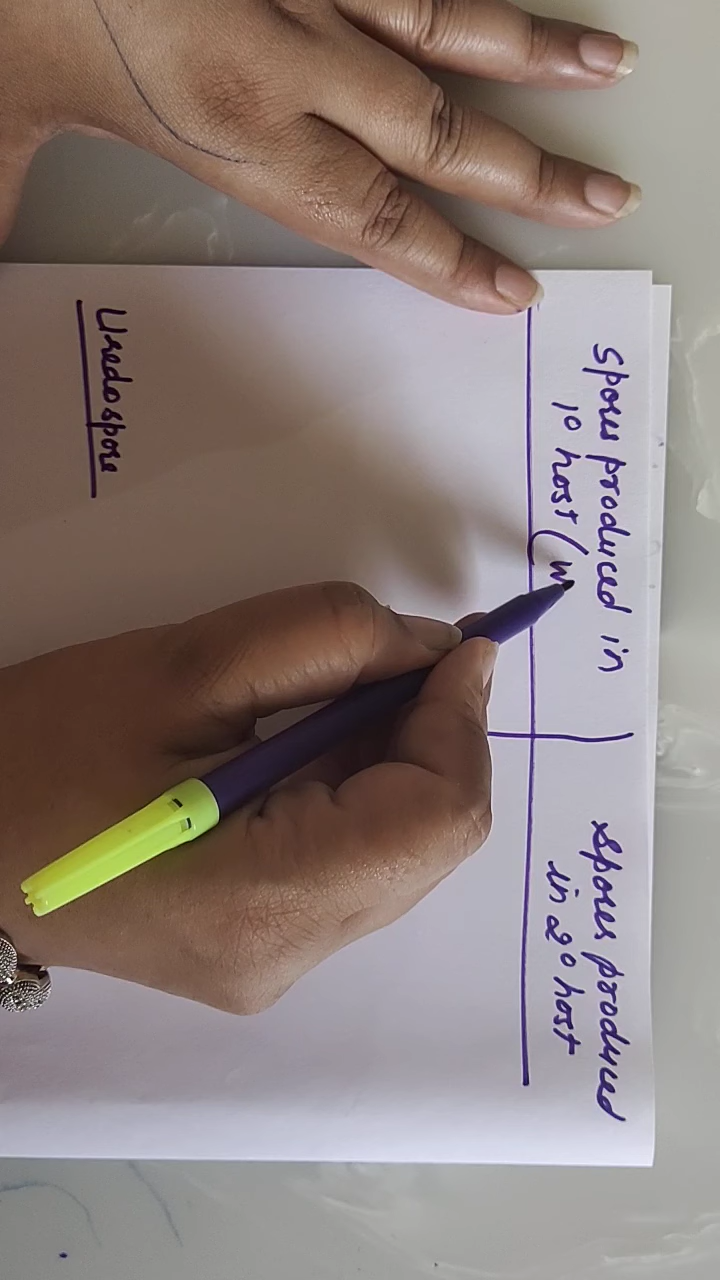 Spores produced in
1° host (w
Spores produced
in 2° host
Uredospore